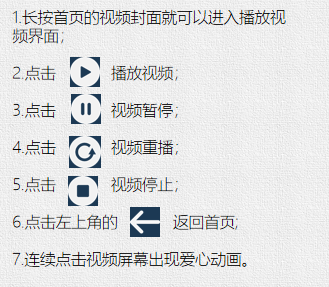 1.长按首页的视频封面就可以进入播放视
频界面；
2.点击 播放视频；
3.点击 视频暂停；
4.点击 视频重播；
5.点击 视频停止；
6.点击左上角的 返回首页；
7.连续点击视频屏幕出现爱心动画。